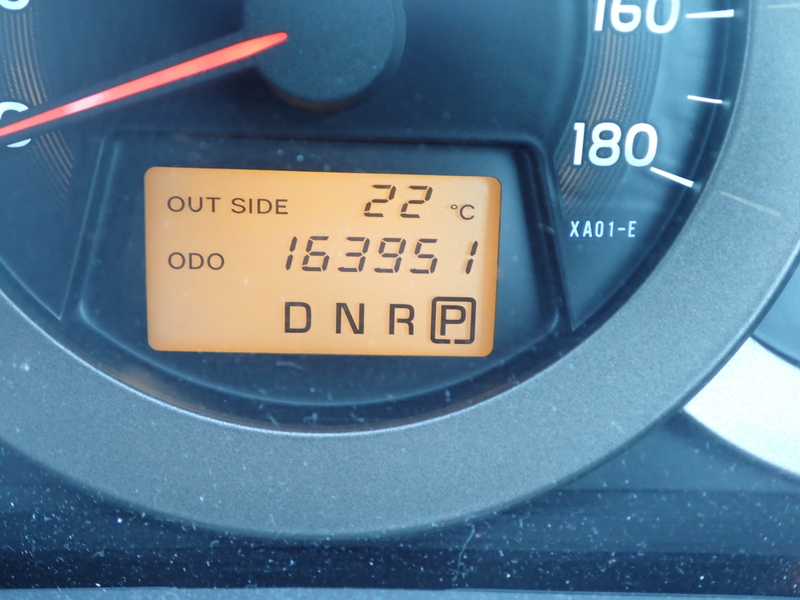 160
180
OUT SIDE 22 °C
XA01-E
ODO 163951
D N R P